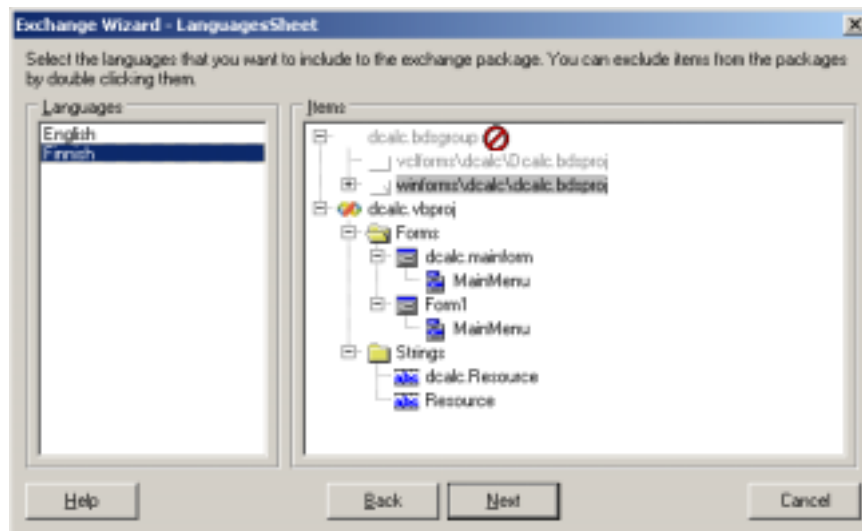 Exchange Wizard - LanguagesSheet
Select the languages that you want to include to the exchange package. You can exclude items from the packages
by double clicking them.
Languages
English
Finnish
Items
dcalc.bdsgroup
vclforms\dcalc\Dcalc.bdsproj
winforms\dcalc\dcalc.bdsproj
dcalc.vbproj
Forms
dcalc.mainform
MainMenu
Form1
MainMenu
Strings
abc dcalc.Resource
abc Resource
Help Back Next Cancel